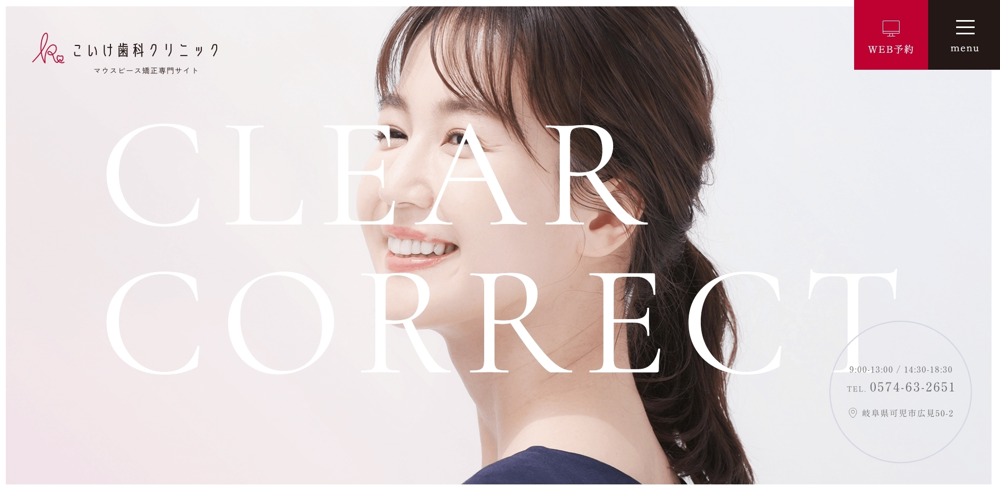 こいけ歯科クリニック
マウスピース矯正専門サイト
WEB予約
menu
CLEAR
CORRECT
9:00-13:00 / 14:30-18:30
TEL. 0574-63-2651
岐阜県可児市広見50-2